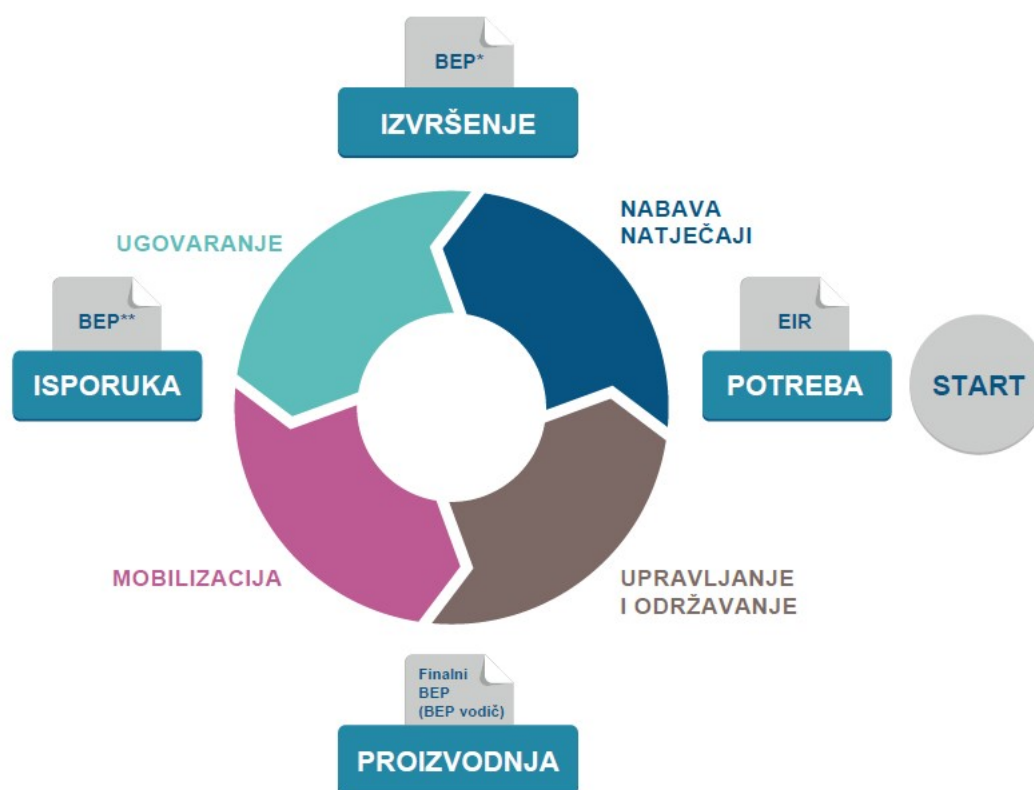 BEP*
IZVRŠENJE
UGOVARANJE
NABAVA
NATJEČAJI
BEP**
ISPORUKA
EIR
POTREBA
START
MOBILIZACIJA
UPRAVLJANJE
I ODRŽAVANJE
Finalni
BEP
(BEP vodič)
PROIZVODNJA